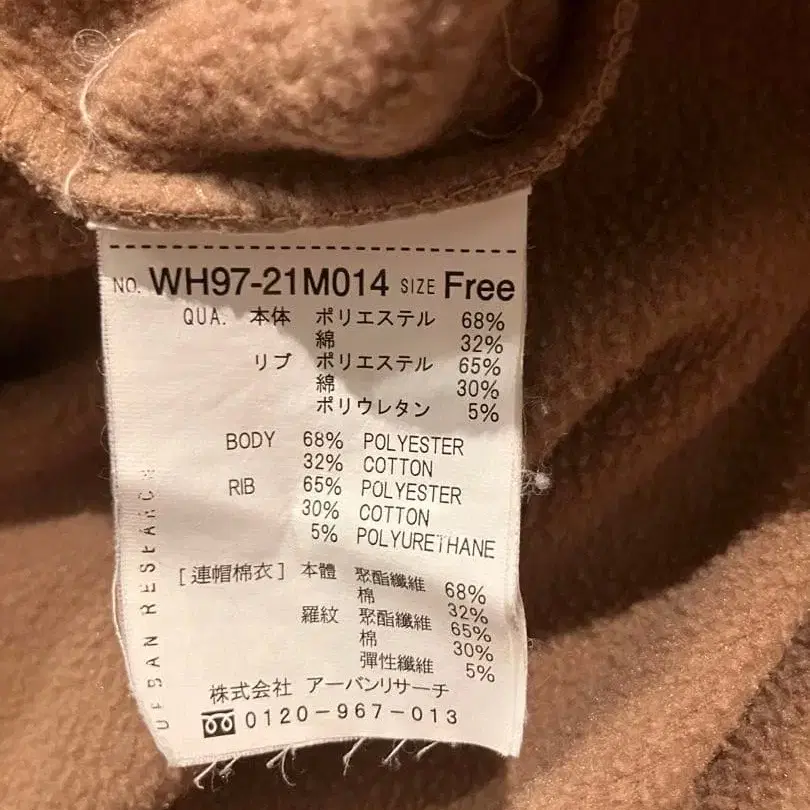 NO. WH97-21M014 SIZE Free
QUA. 本体 ポリエステル 68%
綿 32%
リブ ポリエステル 65%
綿 30%
ポリウレタン 5%
BODY 68% POLYESTER
32% COTTON
RIB 65% POLYESTER
30% COTTON
5% POLYURETHANE
[連帽棉衣] 本體 聚酯纖維 68%
棉 32%
羅紋 聚酯纖維 65%
棉 30%
彈性纖維 5%
株式会社 アーバンリサーチ
0120-967-013
URBAN RESEARCH